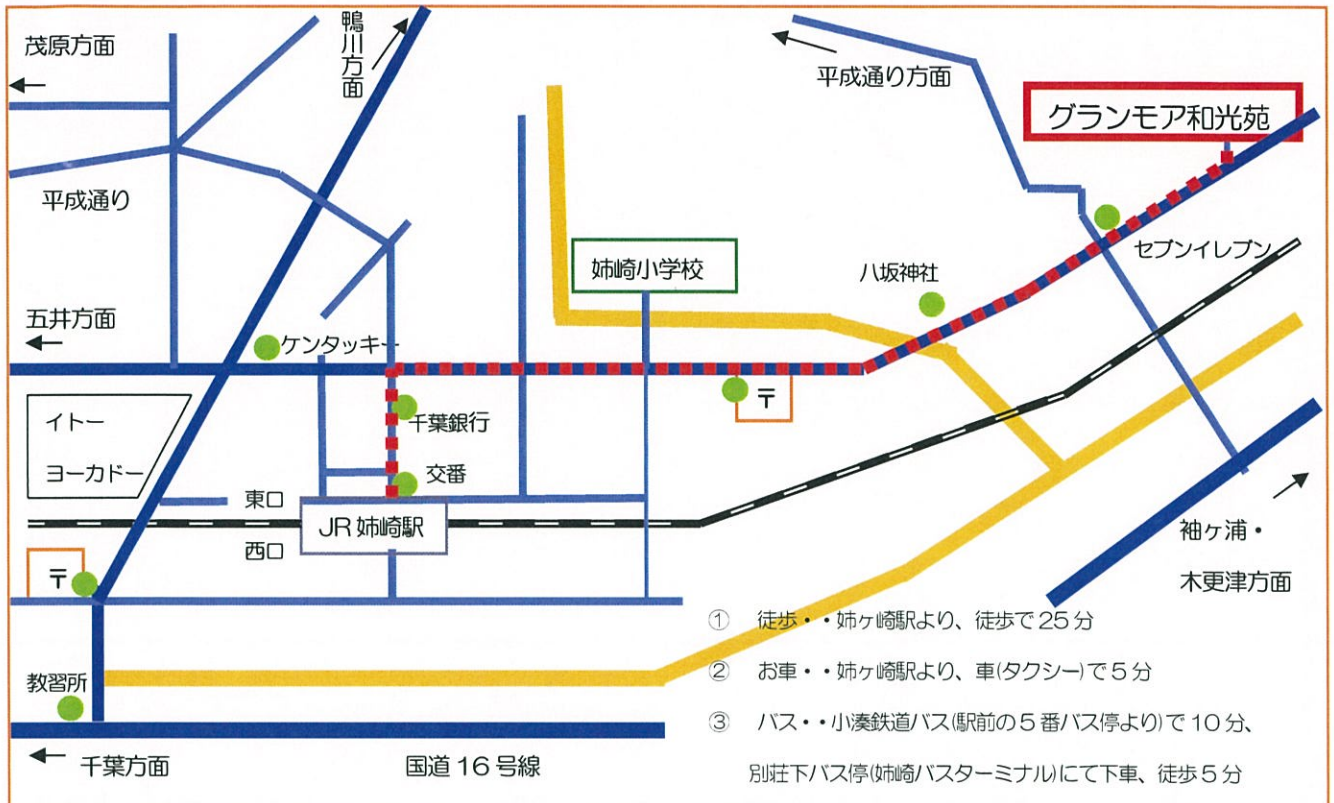 茂原方面
鴨川方面
平成通り方面
グランモア和光苑
平成通り
姉崎小学校
八坂神社
セブンイレブン
五井方面
ケンタッキー
〒
イトー
ヨーカドー
千葉銀行
交番
東口
JR 姉崎駅
西口
〒
袖ヶ浦・
木更津方面
① 徒歩・・姉ヶ崎駅より、徒歩で25分
② お車・・姉ヶ崎駅より、車(タクシー)で5分
③ バス・・小湊鉄道バス(駅前の5番バス停より)で10分、
別荘下バス停(姉崎バスターミナル)にて下車、徒歩5分
教習所
千葉方面
国道16号線